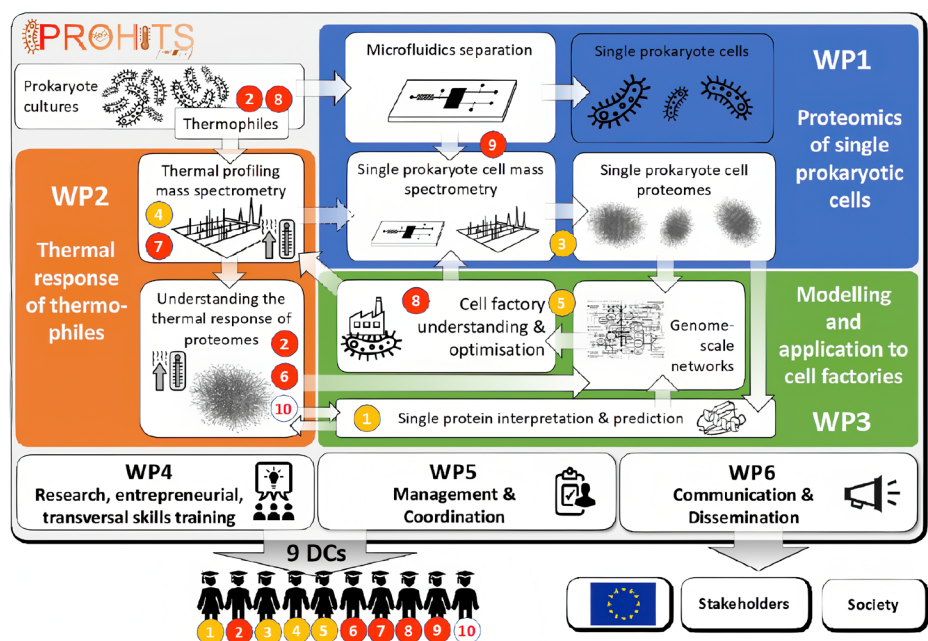 PROHITS
Prokaryote
cultures
2 8
Thermophiles
Microfluidics separation
Single prokaryote cells
WP1
Proteomics
of single
prokaryotic
cells
9
WP2
Thermal
response
of thermo-
philes
Thermal profiling
mass spectrometry
4
7
Single prokaryote cell mass
spectrometry
3
Single prokaryote cell
proteomes
Understanding the
thermal response of
proteomes
2
6
10
8
Cell factory
understanding &
optimisation
5
Genome-
scale
networks
Modelling
and
application to
cell factories
WP3
1
Single protein interpretation & prediction
WP4
Research, entrepreneurial,
transversal skills training
WP5
Management &
Coordination
WP6
Communication &
Dissemination
9 DCs
1 2 3 4 5 6 7 8 9 10
Stakeholders
Society